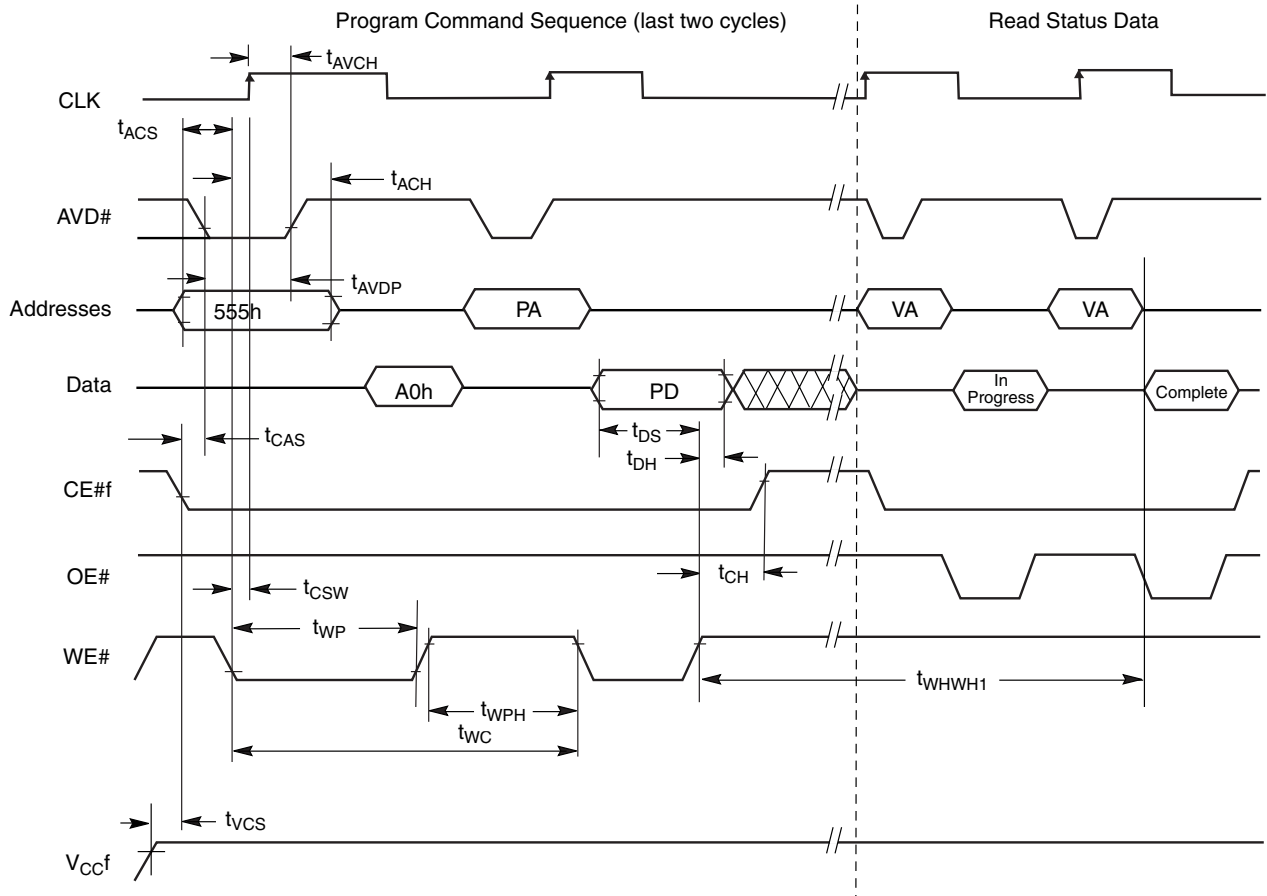 Program Command Sequence (last two cycles)
Read Status Data
tAVCH
CLK
tACS
tACH
AVD#
tAVDP
Addresses
555h
PA
VA
VA
Data
A0h
PD
In
Progress
Complete
tCAS
tDS
tDH
CE#f
OE#
tCSW
tCH
tWP
WE#
tWHWH1
tWPH
tWC
tVCS
VCCf